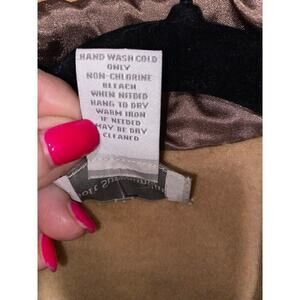 HAND WASH COLD
ONLY
NON-CHLORINE
BLEACH
WHEN NEEDED
HANG TO DRY
WARM IRON
IF NEEDED
MAY BE DRY
CLEANED